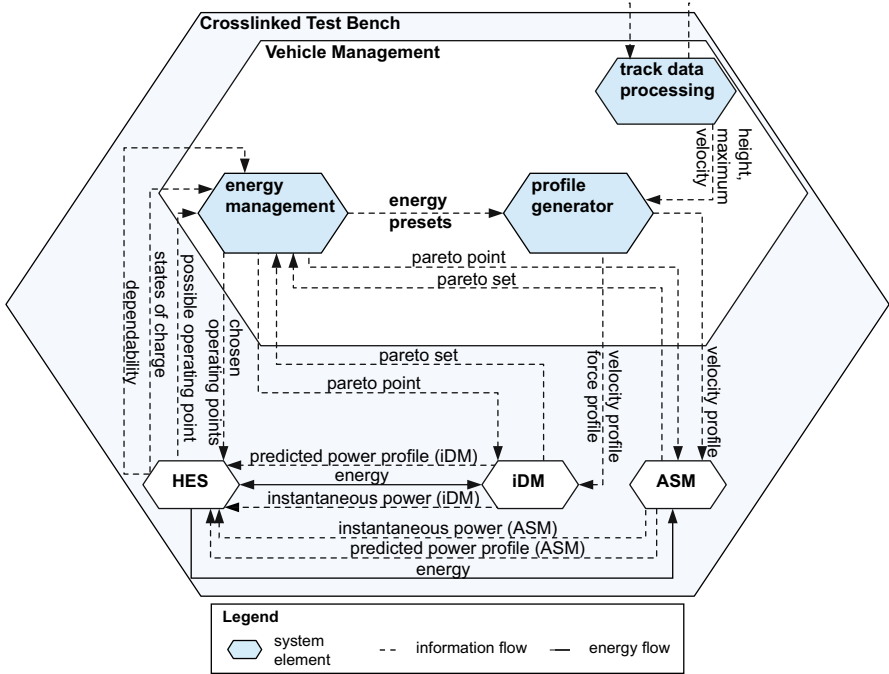 Crosslinked Test Bench
Vehicle Management
track data
processing
height,
maximum
velocity
energy
management
energy
presets
profile
generator
pareto point
pareto set
dependability
states of charge
possible operating point
chosen
operating points
pareto set
pareto point
velocity profile
force profile
velocity profile
predicted power profile (iDM)
HES
energy
iDM
ASM
instantaneous power (iDM)
instantaneous power (ASM)
predicted power profile (ASM)
energy
Legend
system
element
information flow
energy flow